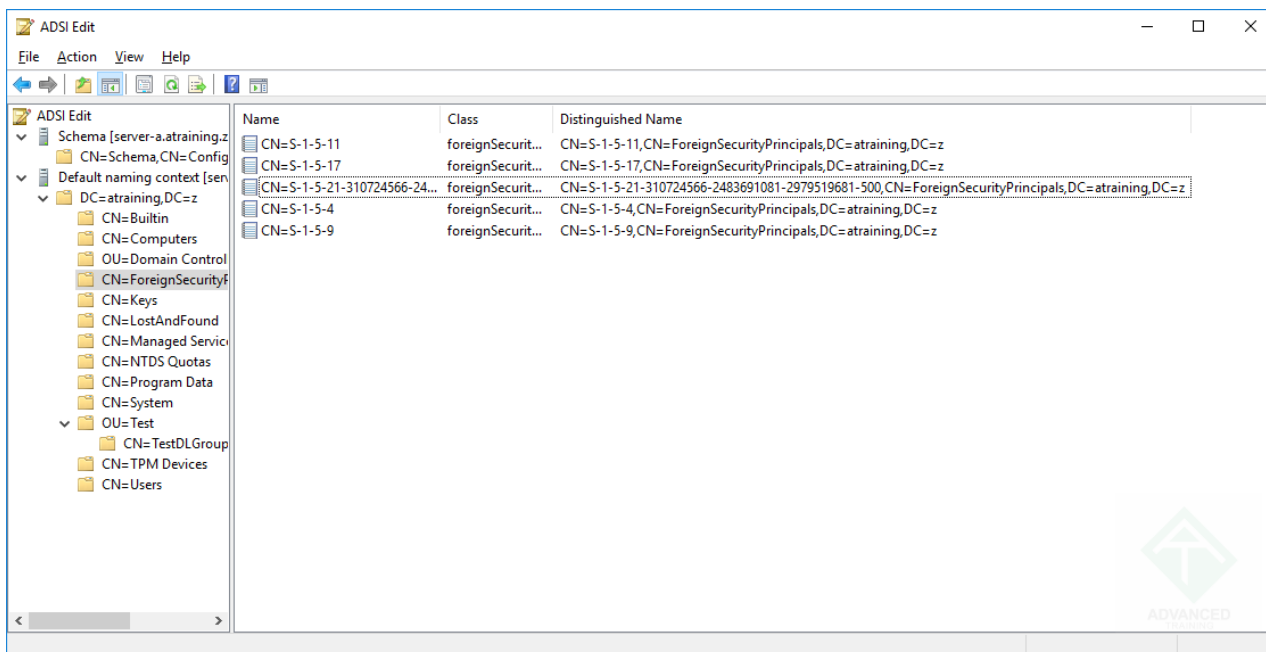 ADSI Edit
File Action View Help
ADSI Edit
Schema [server-a.atraining.z
CN=Schema,CN=Config
Default naming context [serv
DC=atraining,DC=z
CN=Builtin
CN=Computers
OU=Domain Control
CN=ForeignSecurityP
CN=Keys
CN=LostAndFound
CN=Managed Servic
CN=NTDS Quotas
CN=Program Data
CN=System
OU=Test
CN=TestDLGroup
CN=TPM Devices
CN=Users
Name Class Distinguished Name
CN=S-1-5-11 foreignSecurit... CN=S-1-5-11,CN=ForeignSecurityPrincipals,DC=atraining,DC=z
CN=S-1-5-17 foreignSecurit... CN=S-1-5-17,CN=ForeignSecurityPrincipals,DC=atraining,DC=z
CN=S-1-5-21-310724566-24... foreignSecurit... CN=S-1-5-21-310724566-2483691081-2979519681-500,CN=ForeignSecurityPrincipals,DC=atraining,DC=z
CN=S-1-5-4 foreignSecurit... CN=S-1-5-4,CN=ForeignSecurityPrincipals,DC=atraining,DC=z
CN=S-1-5-9 foreignSecurit... CN=S-1-5-9,CN=ForeignSecurityPrincipals,DC=atraining,DC=z
ADVANCED
TRAINING